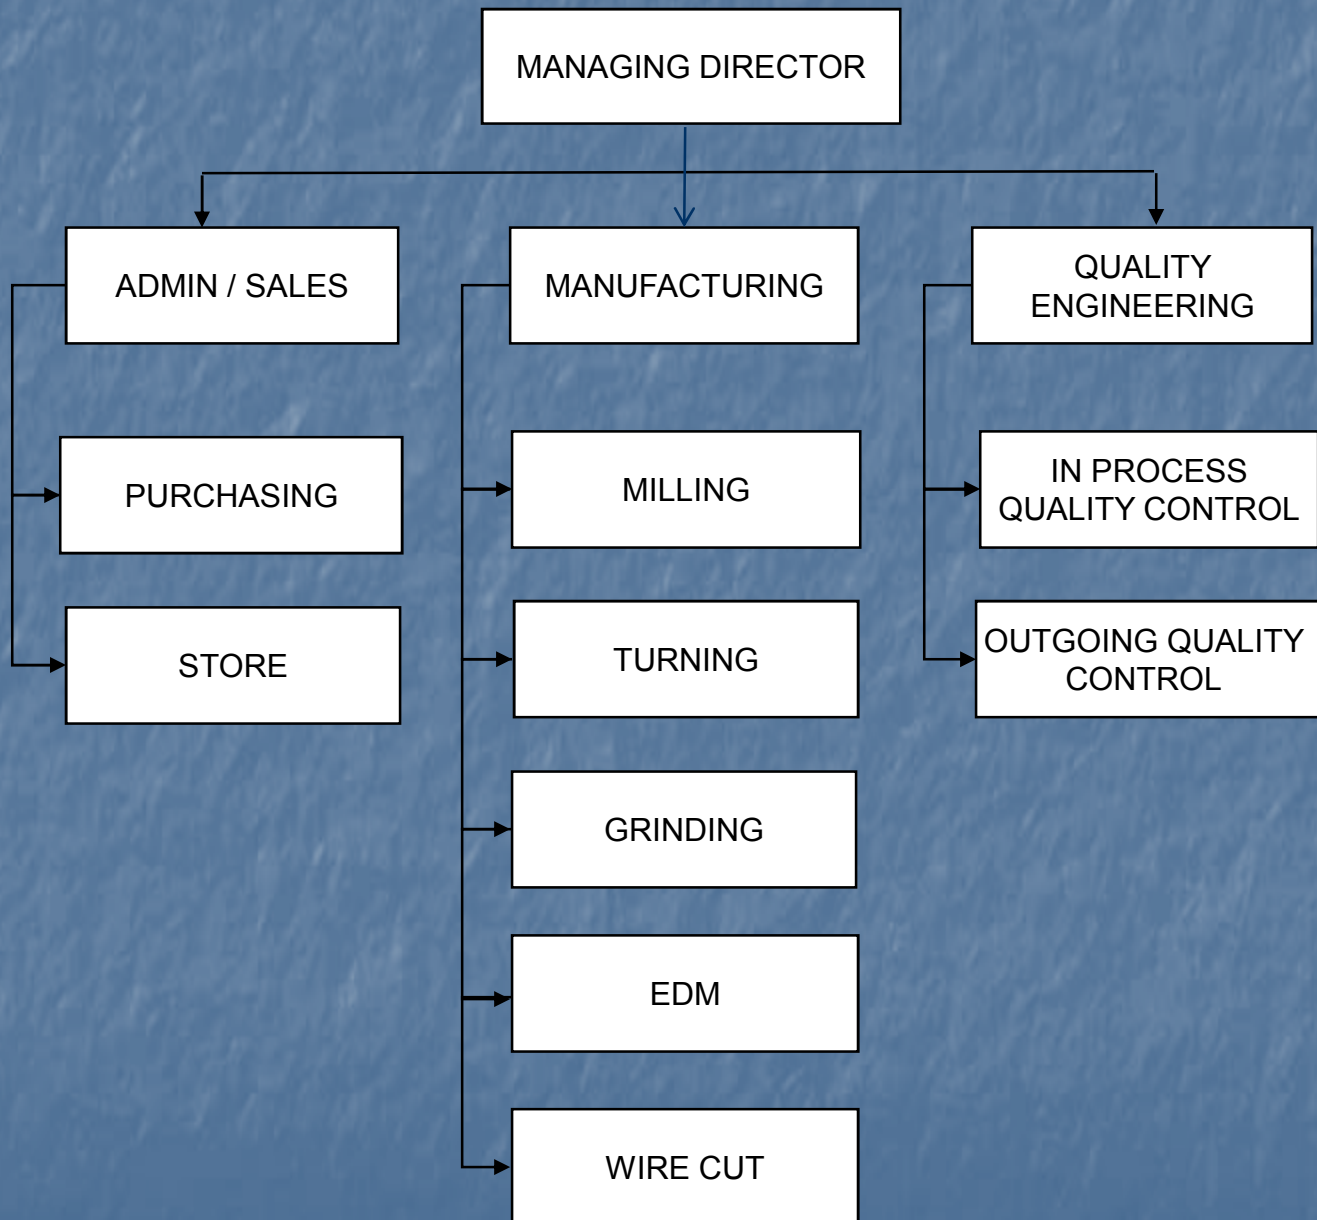 MANAGING DIRECTOR
ADMIN / SALES
MANUFACTURING
QUALITY
ENGINEERING
PURCHASING
MILLING
IN PROCESS
QUALITY CONTROL
STORE
TURNING
OUTGOING QUALITY
CONTROL
GRINDING
EDM
WIRE CUT